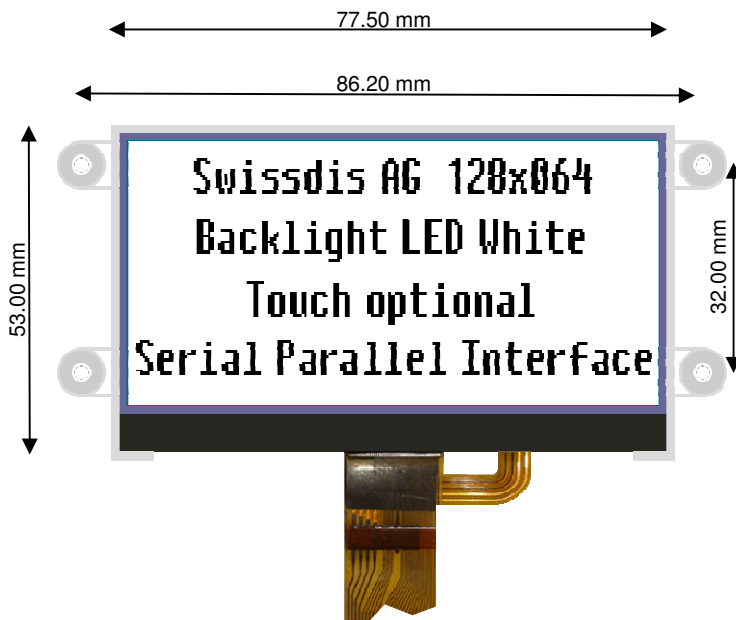 77.50 mm
86.20 mm
Swissdis AG 128x064
Backlight LED White
Touch optional
Serial Parallel Interface
53.00 mm
32.00 mm